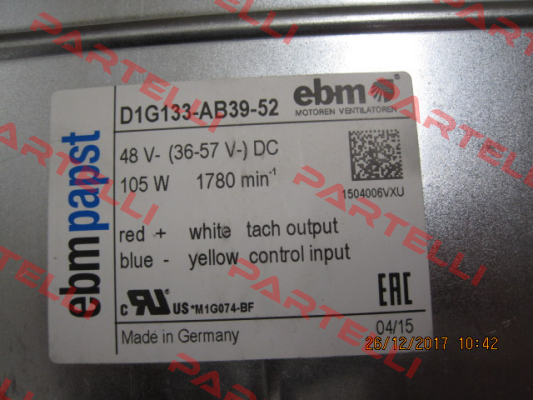 D1G133-AB39-52
ebm
MOTOREN VENTILATOREN
48 V- (36-57 V-) DC
105 W 1780 min-1
1504006VXU
red + white tach output
blue - yellow control input
ebmpapst
c RU US *M1G074-BF
EAC
Made in Germany
04/15
26/12/2017 10:42
PARTELLI
PARTELLI
PARTELLI
PARTELLI
PARTELLI
PARTELLI